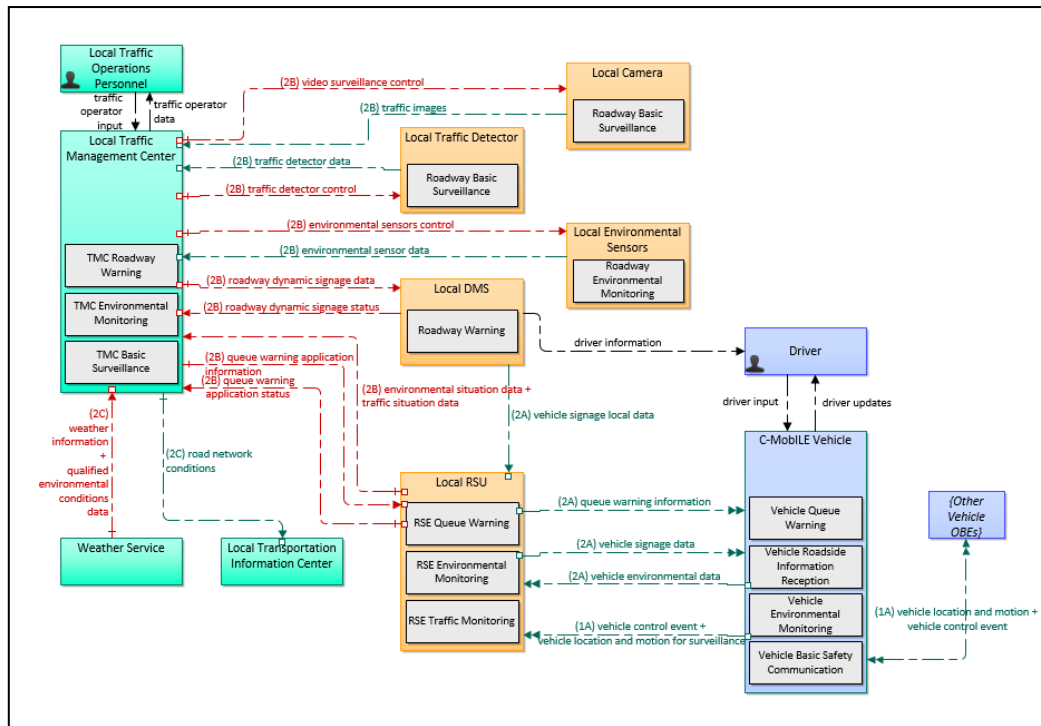 Local Traffic
Operations
Personnel
traffic
operator
input
traffic operator
data
Local Traffic
Management Center
(2B) video surveillance control
(2B) traffic images
Local Camera
Roadway Basic
Surveillance
Local Traffic Detector
Roadway Basic
Surveillance
(2B) traffic detector data
(2B) traffic detector control
(2B) environmental sensors control
(2B) environmental sensor data
Local Environmental
Sensors
Roadway
Environmental
Monitoring
TMC Roadway
Warning
TMC Environmental
Monitoring
TMC Basic
Surveillance
(2B) roadway dynamic signage data
(2B) roadway dynamic signage status
Local DMS
Roadway Warning
driver information
Driver
driver input
driver updates
(2B) queue warning application
information
(2B) queue warning
application status
(2B) environmental situation data +
traffic situation data
(2A) vehicle signage local data
(2C)
weather
information
+
qualified
environmental
conditions
data
(2C) road network
conditions
Weather Service
Local Transportation
Information Center
Local RSU
RSE Queue Warning
RSE Environmental
Monitoring
RSE Traffic Monitoring
(2A) queue warning information
(2A) vehicle signage data
(2A) vehicle environmental data
(1A) vehicle control event +
vehicle location and motion for surveillance
C-MobILE Vehicle
Vehicle Queue
Warning
Vehicle Roadside
Information
Reception
Vehicle
Environmental
Monitoring
Vehicle Basic Safety
Communication
{Other
Vehicle
OBEs}
(1A) vehicle location and motion +
vehicle control event